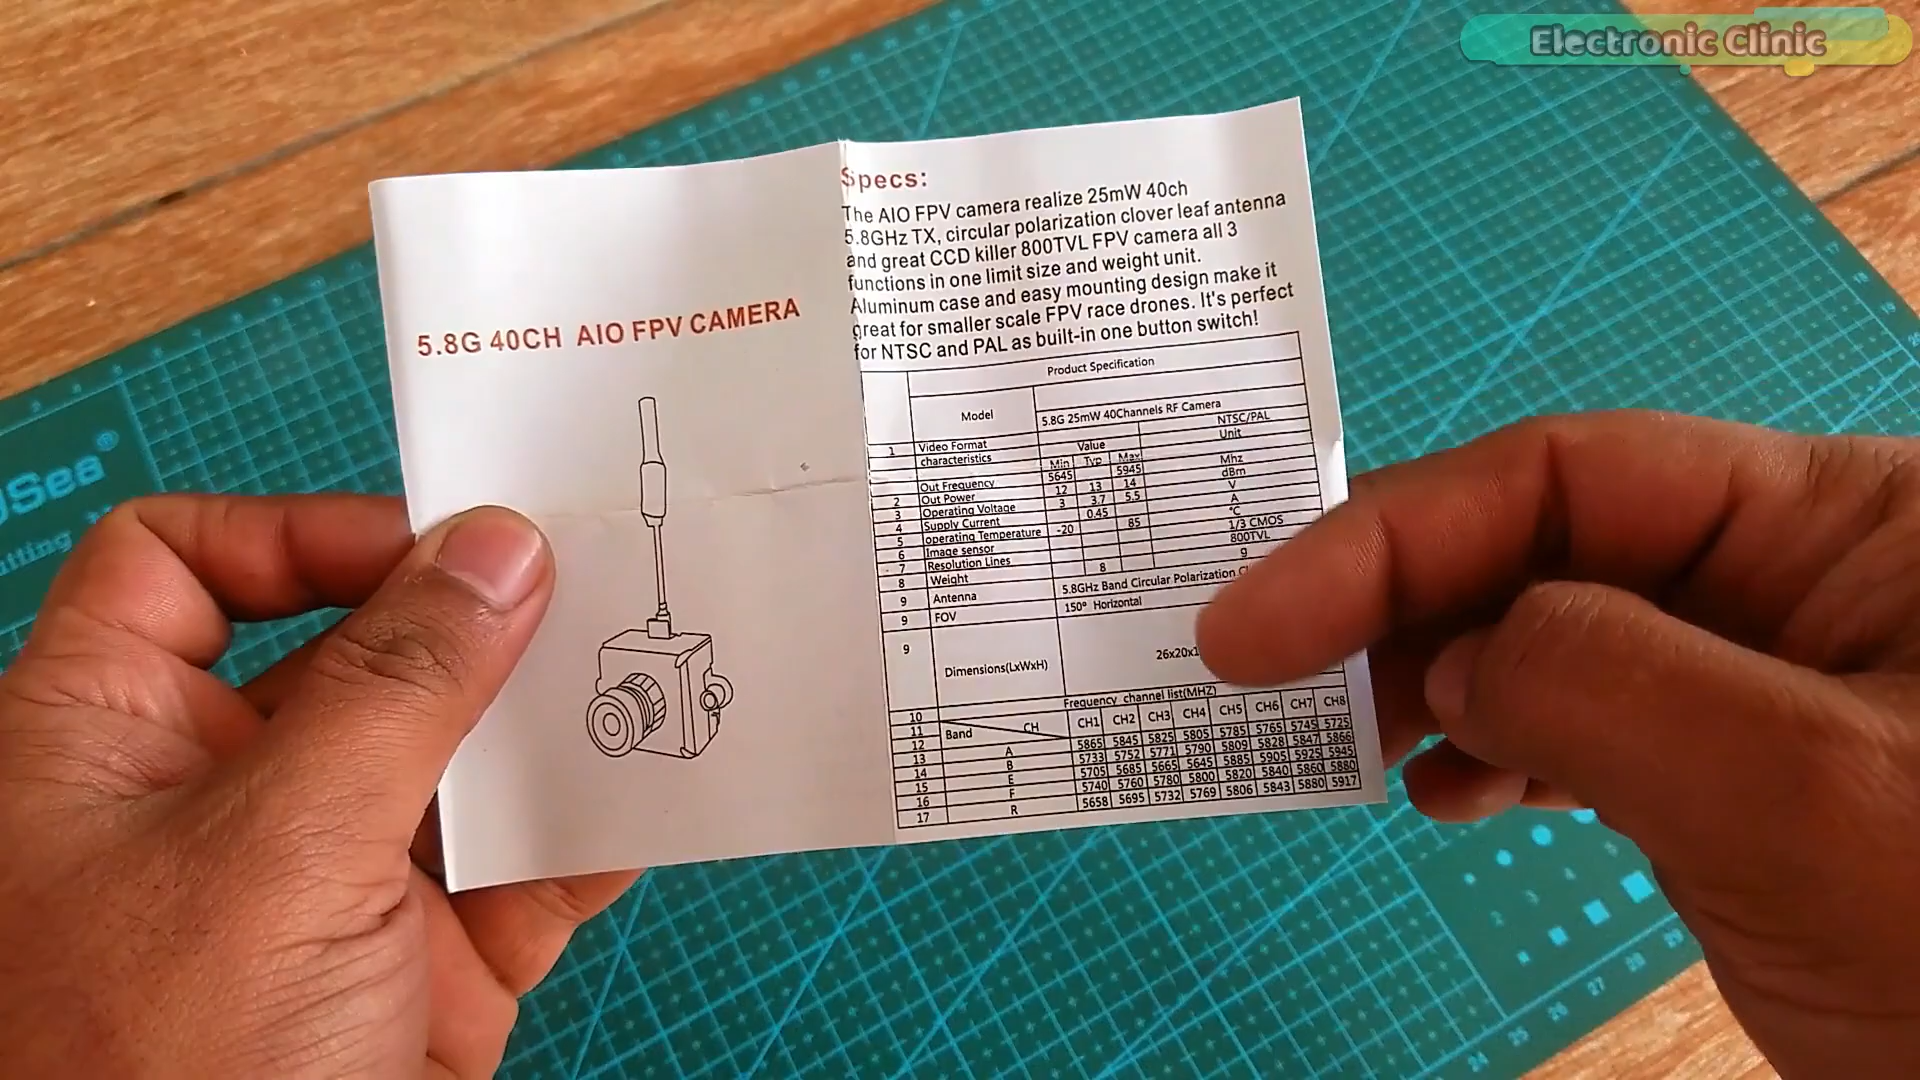 Electronic Clinic
5.8G 40CH AIO FPV CAMERA
Specs:
The AIO FPV camera realize 25mW 40ch
5.8GHz TX, circular polarization clover leaf antenna
and great CCD killer 800TVL FPV camera all 3
functions in one limit size and weight unit.
Aluminum case and easy mounting design make it
great for smaller scale FPV race drones. It's perfect
for NTSC and PAL as built-in one button switch!
Product Specification
Model 5.8G 25mW 40Channels RF Camera
1 Video Format NTSC/PAL
characteristics Value Unit
Min Typ Max
Out Frequency 5645 5945 Mhz
2 Out Power 12 13 14 dBm
3 Operating Voltage 3 3.7 5.5 V
4 Supply Current 0.45 A
5 operating Temperature -20 85 °C
6 Image sensor 1/3 CMOS
7 Resolution Lines 800TVL
8 Weight 8 g
9 Antenna 5.8GHz Band Circular Polarization
9 FOV 150° Horizontal
9 Dimensions(LxWxH)
10 Frequency channel list(MHZ)
11 Band CH CH1 CH2 CH3 CH4 CH5 CH6 CH7 CH8
12
13 A 5865 5845 5825 5805 5785 5765 5745 5725
14 B 5733 5752 5771 5790 5809 5828 5847 5866
15 E 5705 5685 5665 5645 5885 5905 5925 5945
16 F 5740 5760 5780 5800 5820 5840 5860 5880
17 R 5658 5695 5732 5769 5806 5843 5880 5917
Sea
24 25 26 27 28 29